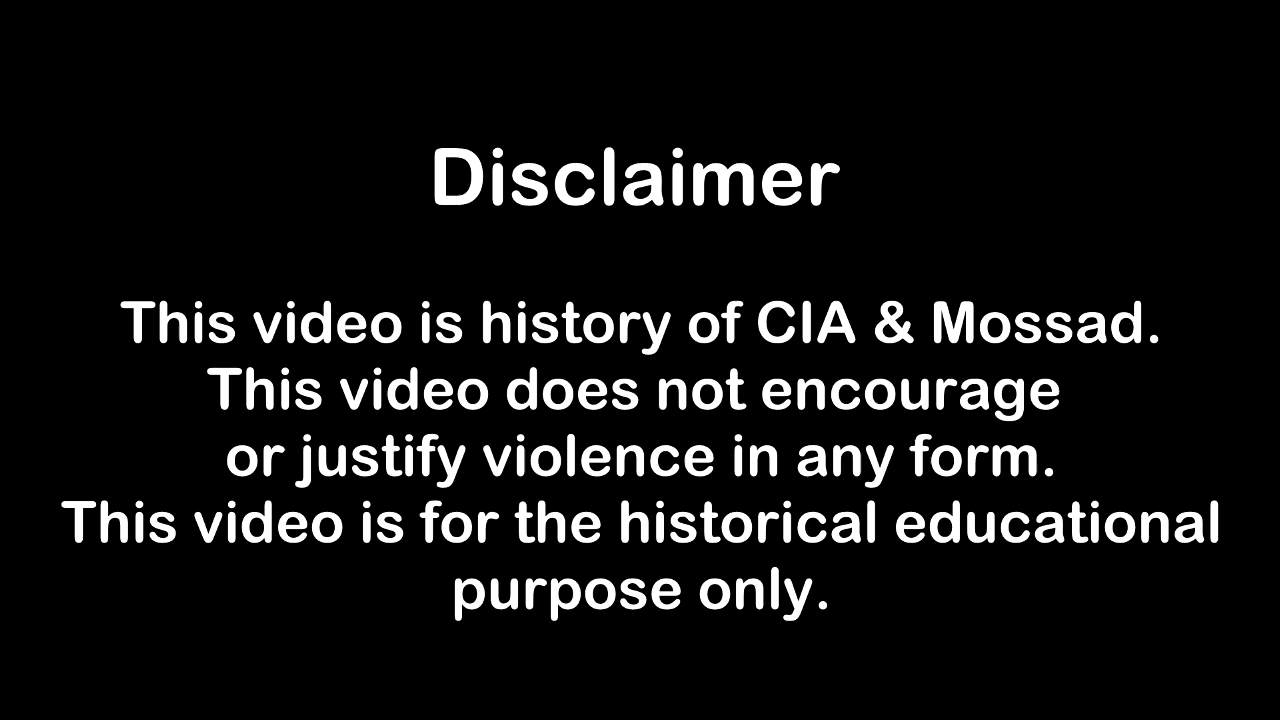 Disclaimer
This video is history of CIA & Mossad.
This video does not encourage
or justify violence in any form.
This video is for the historical educational
purpose only.